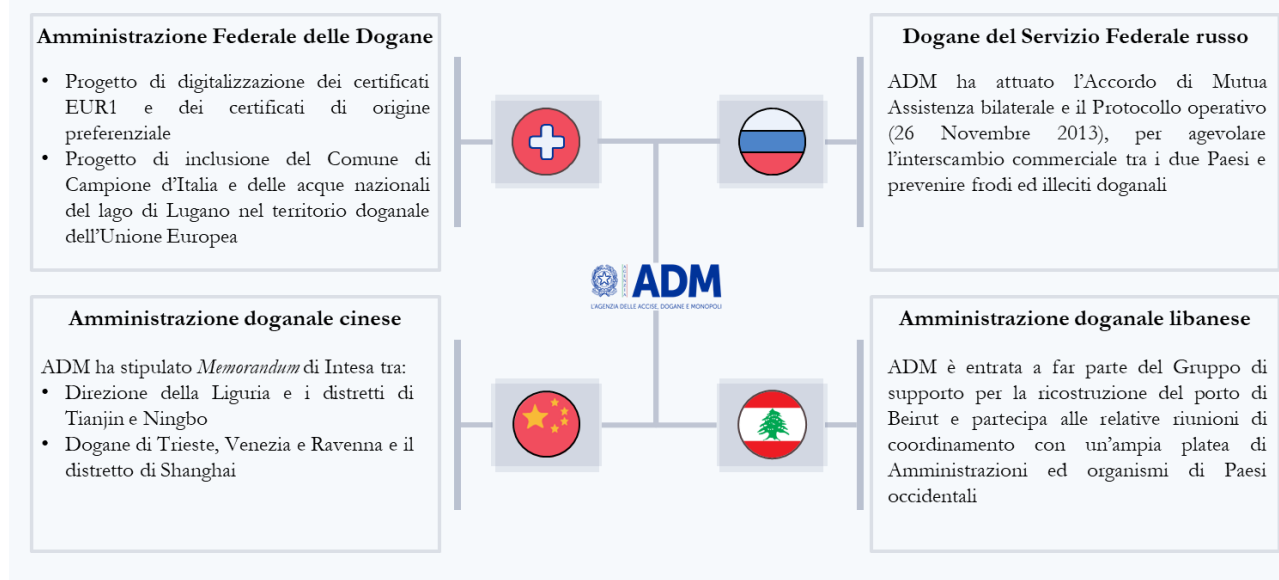 Amministrazione Federale delle Dogane
• Progetto di digitalizzazione dei certificati
EUR1 e dei certificati di origine
preferenziale
• Progetto di inclusione del Comune di
Campione d’Italia e delle acque nazionali
del lago di Lugano nel territorio doganale
dell’Unione Europea
Dogane del Servizio Federale russo
ADM ha attuato l’Accordo di Mutua
Assistenza bilaterale e il Protocollo operativo
(26 Novembre 2013), per agevolare
l’interscambio commerciale tra i due Paesi e
prevenire frodi ed illeciti doganali
AGENZIA
ADM
L’AGENZIA DELLE ACCISE, DOGANE E MONOPOLI
Amministrazione doganale cinese
ADM ha stipulato Memorandum di Intesa tra:
• Direzione della Liguria e i distretti di
Tianjin e Ningbo
• Dogane di Trieste, Venezia e Ravenna e il
distretto di Shanghai
Amministrazione doganale libanese
ADM è entrata a far parte del Gruppo di
supporto per la ricostruzione del porto di
Beirut e partecipa alle relative riunioni di
coordinamento con un’ampia platea di
Amministrazioni ed organismi di Paesi
occidentali